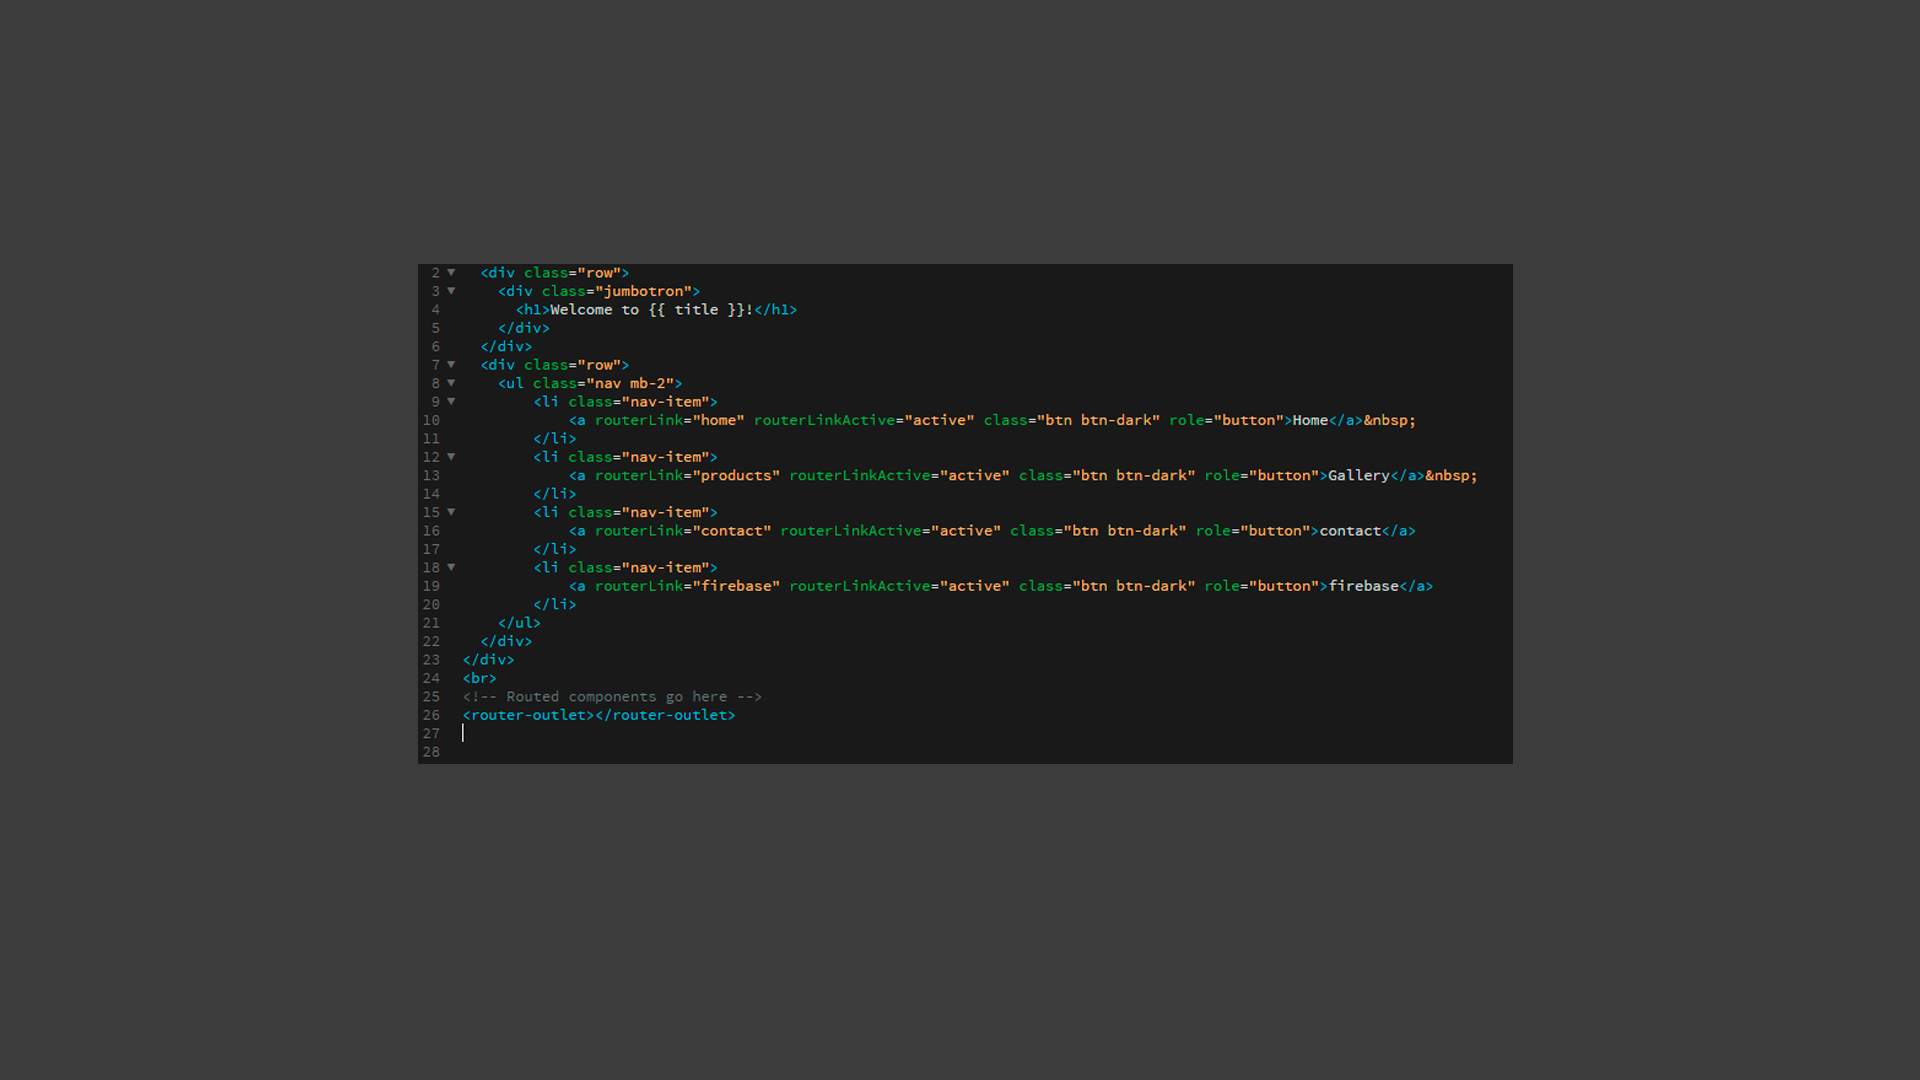 2 <div class="row">
3 <div class="jumbotron">
4 <h1>Welcome to {{ title }}!</h1>
5 </div>
6 </div>
7 <div class="row">
8 <ul class="nav mb-2">
9 <li class="nav-item">
10 <a routerLink="home" routerLinkActive="active" class="btn btn-dark" role="button">Home</a>&nbsp;
11 </li>
12 <li class="nav-item">
13 <a routerLink="products" routerLinkActive="active" class="btn btn-dark" role="button">Gallery</a>&nbsp;
14 </li>
15 <li class="nav-item">
16 <a routerLink="contact" routerLinkActive="active" class="btn btn-dark" role="button">contact</a>
17 </li>
18 <li class="nav-item">
19 <a routerLink="firebase" routerLinkActive="active" class="btn btn-dark" role="button">firebase</a>
20 </li>
21 </ul>
22 </div>
23 </div>
24 <br>
25 <!-- Routed components go here -->
26 <router-outlet></router-outlet>
27
28